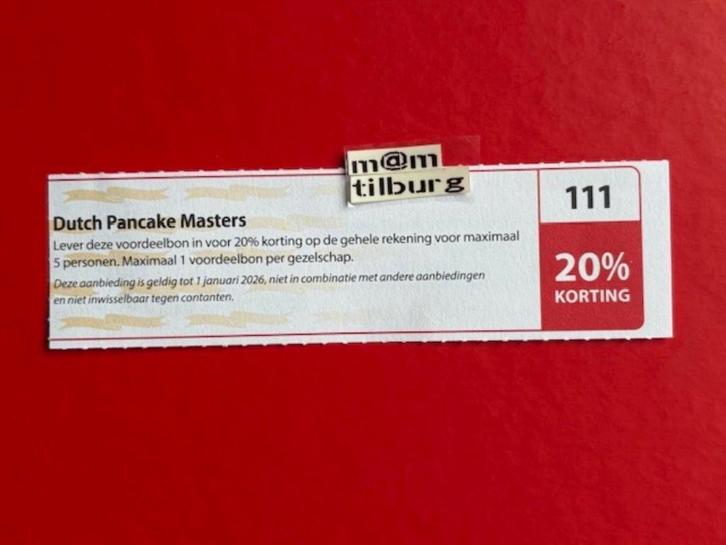 m@m
tilburg
Dutch Pancake Masters
Lever deze voordeelbon in voor 20% korting op de gehele rekening voor maximaal
5 personen. Maximaal 1 voordeelbon per gezelschap.
Deze aanbieding is geldig tot 1 januari 2026, niet in combinatie met andere aanbiedingen
en niet inwisselbaar tegen contanten.
111
20%
KORTING